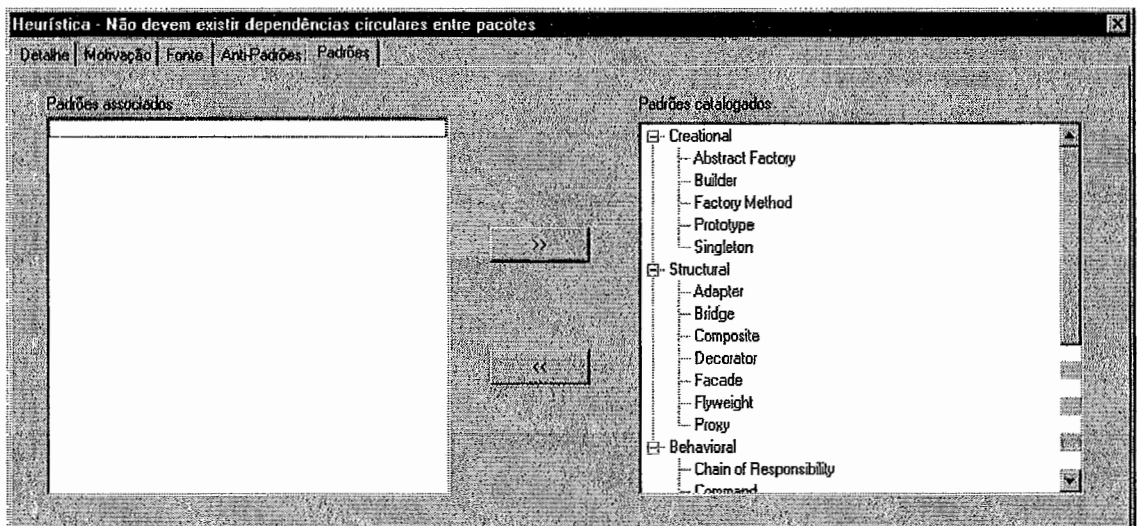 Heurística - Não devem existir dependências circulares entre pacotes
Detalhe | Motivação | Fonte | Anti-Padrões | Padrões
Padrões associados
Padrões catalogados
Creational
Abstract Factory
Builder
Factory Method
Prototype
Singleton
>>
Structural
Adapter
Bridge
Composite
Decorator
<<
Facade
Flyweight
Proxy
Behavioral
Chain of Responsibility
Command